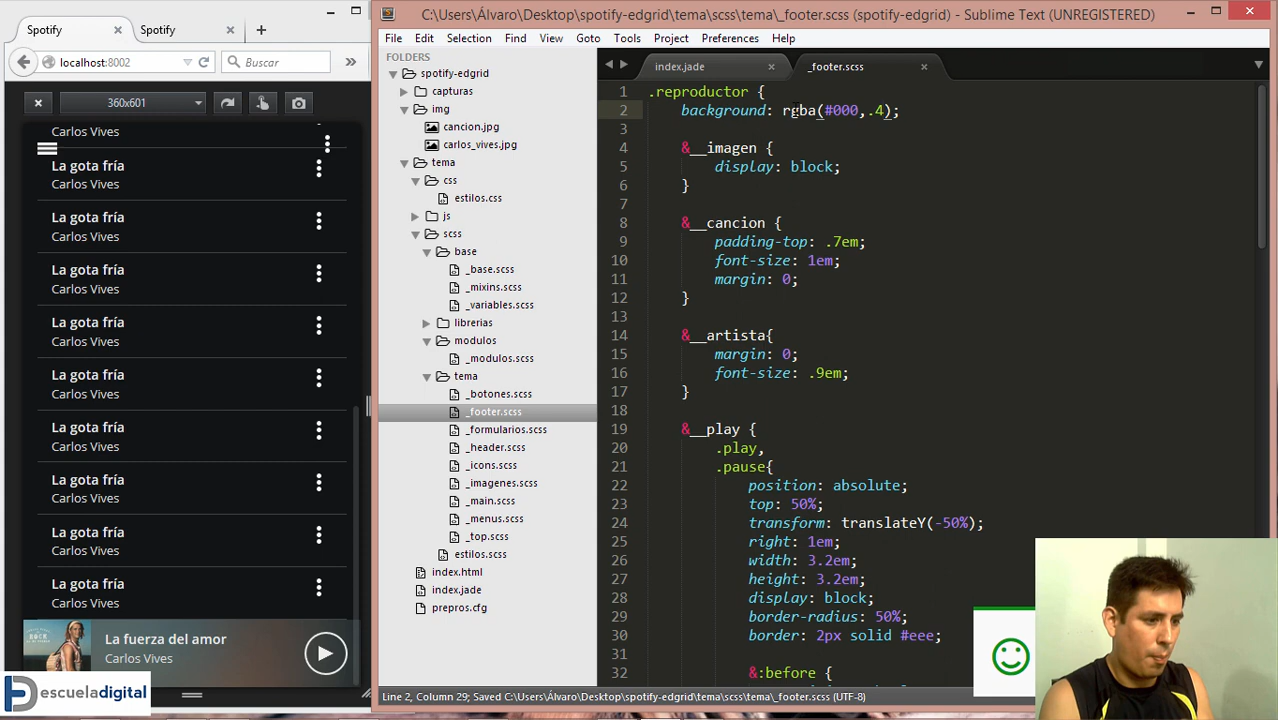 Spotify
Spotify
localhost:8002
Buscar
360x601
Carlos Vives
La gota fría
Carlos Vives
La gota fría
Carlos Vives
La gota fría
Carlos Vives
La gota fría
Carlos Vives
La gota fría
Carlos Vives
La gota fría
Carlos Vives
La gota fría
Carlos Vives
La gota fría
Carlos Vives
La gota fría
Carlos Vives
La fuerza del amor
Carlos Vives
escueladigital
C:\Users\Álvaro\Desktop\spotify-edgrid\tema\scss\tema\_footer.scss (spotify-edgrid) - Sublime Text (UNREGISTERED)
File Edit Selection Find View Goto Tools Project Preferences Help
FOLDERS
spotify-edgrid
capturas
img
cancion.jpg
carlos_vives.jpg
tema
css
estilos.css
js
scss
base
_base.scss
_mixins.scss
_variables.scss
librerias
modulos
_modulos.scss
tema
_botones.scss
_footer.scss
_formularios.scss
_header.scss
_icons.scss
_imagenes.scss
_main.scss
_menus.scss
_top.scss
estilos.scss
index.html
index.jade
prepros.cfg
index.jade
_footer.scss
1 .reproductor {
2 background: rgba(#000,.4);
3
4 &__imagen {
5 display: block;
6 }
7
8 &__cancion {
9 padding-top: .7em;
10 font-size: 1em;
11 margin: 0;
12 }
13
14 &__artista{
15 margin: 0;
16 font-size: .9em;
17 }
18
19 &__play {
20 .play,
21 .pause{
22 position: absolute;
23 top: 50%;
24 transform: translateY(-50%);
25 right: 1em;
26 width: 3.2em;
27 height: 3.2em;
28 display: block;
29 border-radius: 50%;
30 border: 2px solid #eee;
31
32 &:before {
Line 2, Column 29; Saved C:\Users\Álvaro\Desktop\spotify-edgrid\tema\scss\tema\_footer.scss (UTF-8)